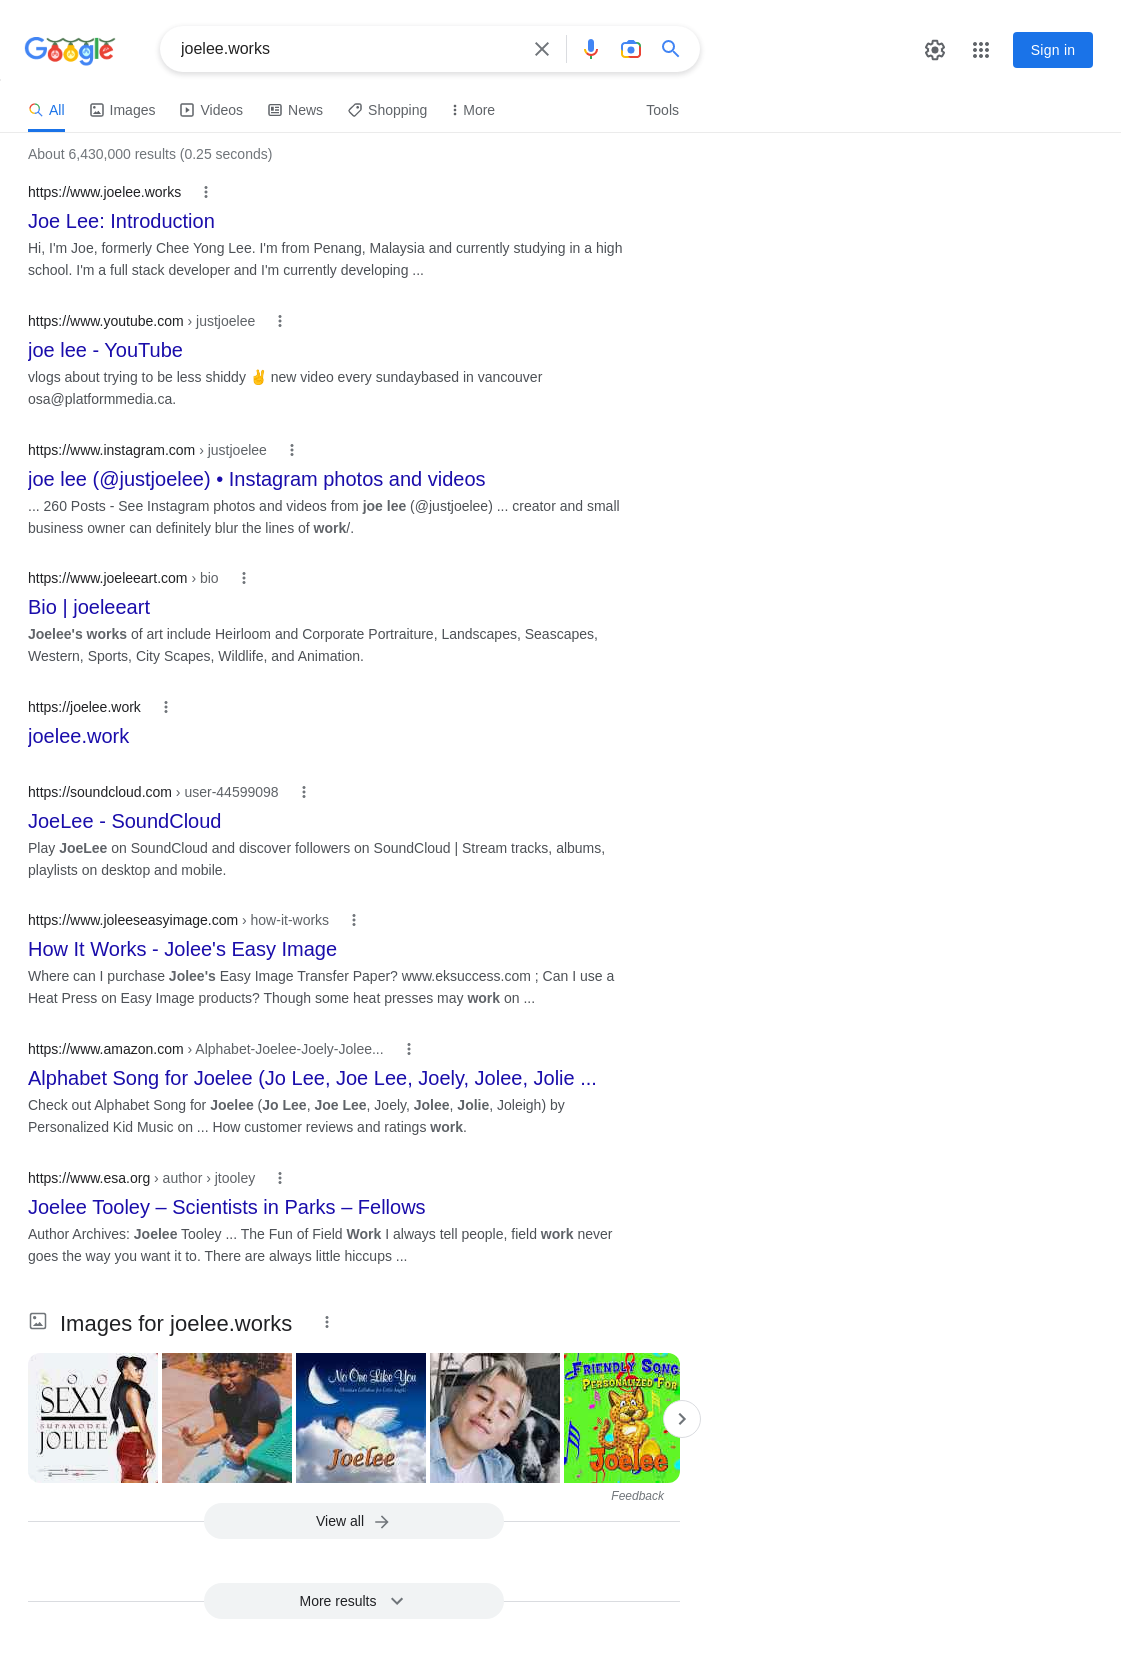 Google
joelee.works
Sign in
All Images Videos News Shopping More Tools
About 6,430,000 results (0.25 seconds)
https://www.joelee.works
Joe Lee: Introduction
Hi, I'm Joe, formerly Chee Yong Lee. I'm from Penang, Malaysia and currently studying in a high
school. I'm a full stack developer and I'm currently developing ...
https://www.youtube.com › justjoelee
joe lee - YouTube
vlogs about trying to be less shiddy ✌ new video every sundaybased in vancouver
osa@platformmedia.ca.
https://www.instagram.com › justjoelee
joe lee (@justjoelee) • Instagram photos and videos
... 260 Posts - See Instagram photos and videos from joe lee (@justjoelee) ... creator and small
business owner can definitely blur the lines of work/.
https://www.joeleeart.com › bio
Bio | joeleeart
Joelee's works of art include Heirloom and Corporate Portraiture, Landscapes, Seascapes,
Western, Sports, City Scapes, Wildlife, and Animation.
https://joelee.work
joelee.work
https://soundcloud.com › user-44599098
JoeLee - SoundCloud
Play JoeLee on SoundCloud and discover followers on SoundCloud | Stream tracks, albums,
playlists on desktop and mobile.
https://www.joleeseasyimage.com › how-it-works
How It Works - Jolee's Easy Image
Where can I purchase Jolee's Easy Image Transfer Paper? www.eksuccess.com ; Can I use a
Heat Press on Easy Image products? Though some heat presses may work on ...
https://www.amazon.com › Alphabet-Joelee-Joely-Jolee...
Alphabet Song for Joelee (Jo Lee, Joe Lee, Joely, Jolee, Jolie ...
Check out Alphabet Song for Joelee (Jo Lee, Joe Lee, Joely, Jolee, Jolie, Joleigh) by
Personalized Kid Music on ... How customer reviews and ratings work.
https://www.esa.org › author › jtooley
Joelee Tooley – Scientists in Parks – Fellows
Author Archives: Joelee Tooley ... The Fun of Field Work I always tell people, field work never
goes the way you want it to. There are always little hiccups ...
Images for joelee.works
SOO
SEXY
SUPAMODEL
JOELEE
No One Like You
Christian Lullabies for Little Angels
Joelee
FRIENDLY SONG
PERSONALIZED FOR
Joelee
Feedback
View all
More results